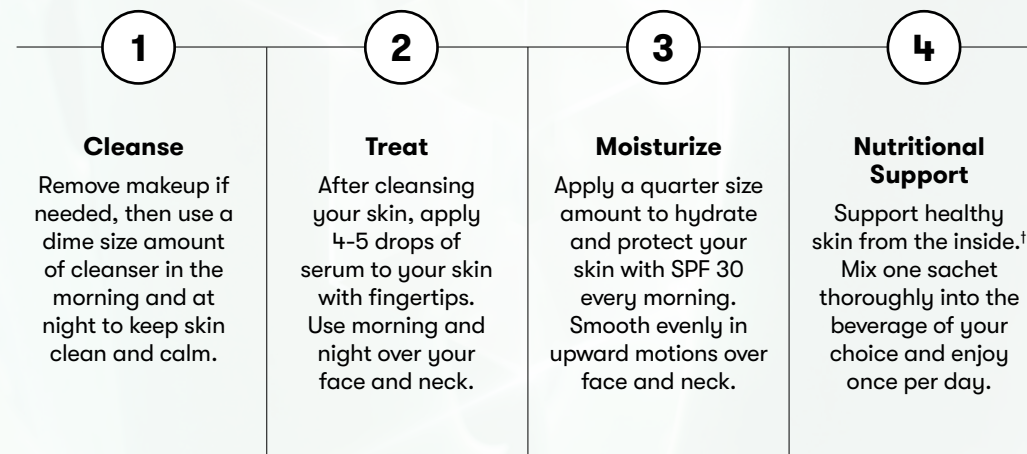 1
Cleanse
Remove makeup if
needed, then use a
dime size amount
of cleanser in the
morning and at
night to keep skin
clean and calm.
2
Treat
After cleansing
your skin, apply
4-5 drops of
serum to your skin
with fingertips.
Use morning and
night over your
face and neck.
3
Moisturize
Apply a quarter size
amount to hydrate
and protect your
skin with SPF 30
every morning.
Smooth evenly in
upward motions over
face and neck.
4
Nutritional
Support
Support healthy
skin from the inside.†
Mix one sachet
thoroughly into the
beverage of your
choice and enjoy
once per day.